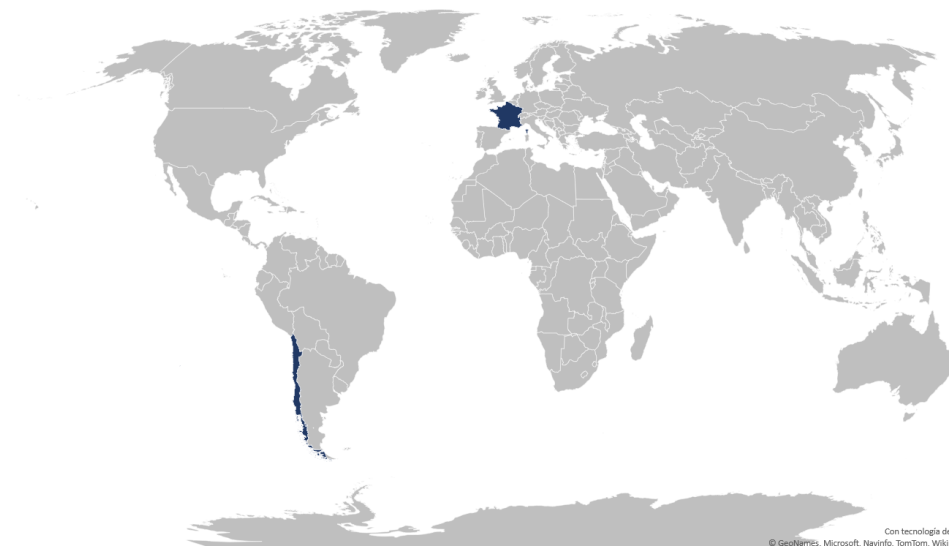 Con tecnología de
© GeoNames, Microsoft, Navinfo, TomTom, Wiki